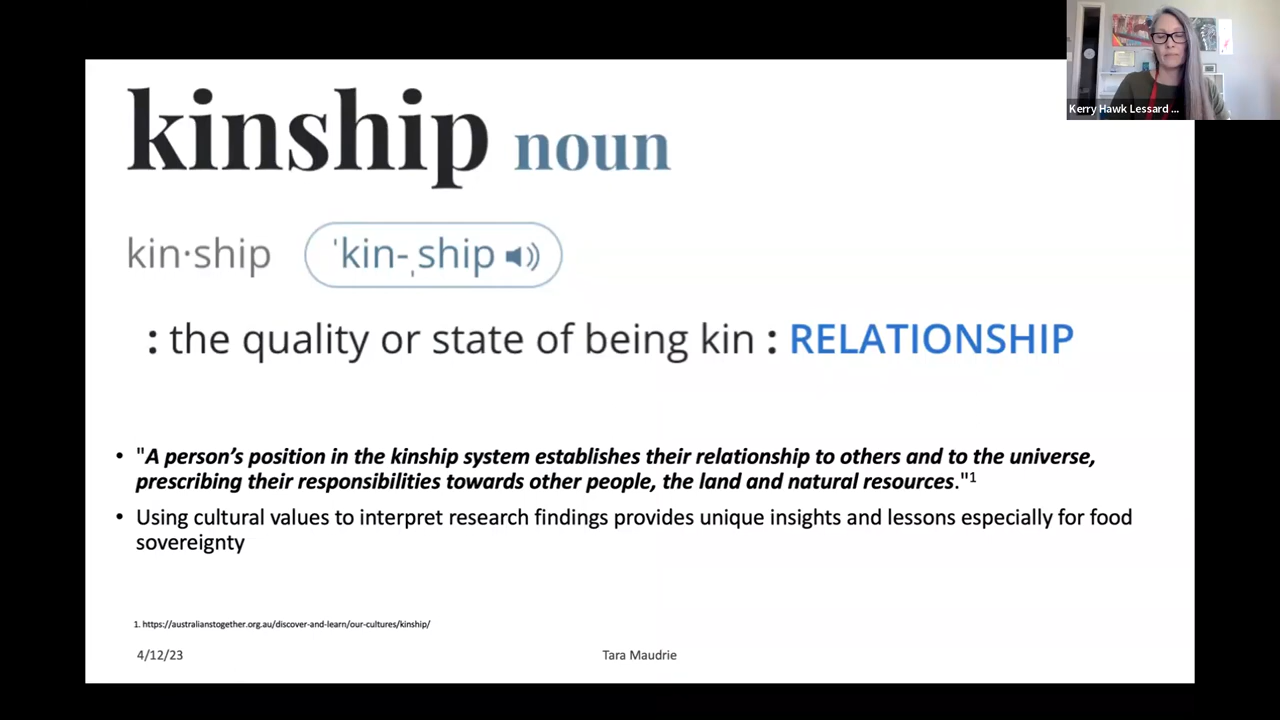 kinship noun
kin·ship ˈkin-ˌship
: the quality or state of being kin : RELATIONSHIP
• "A person's position in the kinship system establishes their relationship to others and to the universe,
prescribing their responsibilities towards other people, the land and natural resources."1
• Using cultural values to interpret research findings provides unique insights and lessons especially for food
sovereignty
1. https://australianstogether.org.au/discover-and-learn/our-cultures/kinship/
4/12/23 Tara Maudrie
Kerry Hawk Lessard ...